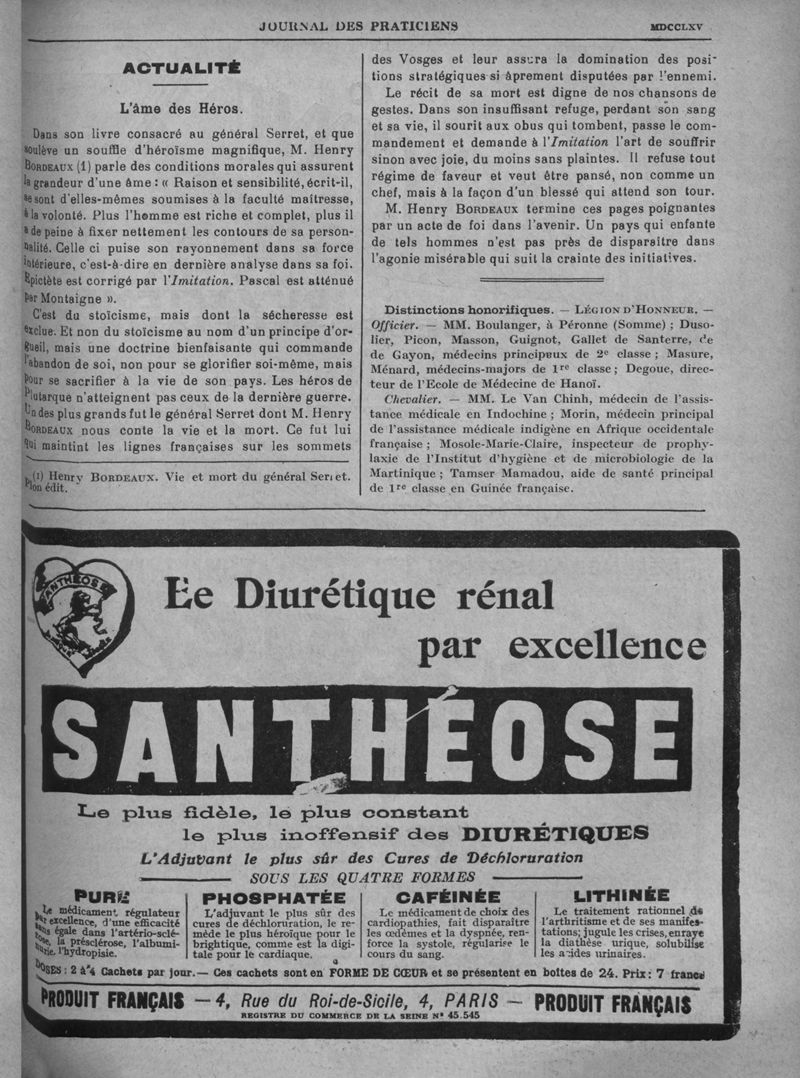 JOURNAL DES PRATICIENS
MDCCLXV
ACTUALITÉ
L'âme des Héros.
Dans son livre consacré au général Serret, et que
soulève un souffle d'héroïsme magnifique, M. Henry
BORDEAUX (1) parle des conditions morales qui assurent
la grandeur d'une âme : « Raison et sensibilité, écrit-il,
se sont d'elles-mêmes soumises à la faculté maîtresse,
à la volonté. Plus l'homme est riche et complet, plus il
a de peine à fixer nettement les contours de sa person-
nalité. Celle ci puise son rayonnement dans sa force
intérieure, c'est-à-dire en dernière analyse dans sa foi.
Epictète est corrigé par l'Imitation. Pascal est atténué
par Montaigne ».
C'est du stoïcisme, mais dont la sécheresse est
exclue. Et non du stoïcisme au nom d'un principe d'or-
gueil, mais une doctrine bienfaisante qui commande
l'abandon de soi, non pour se glorifier soi-même, mais
pour se sacrifier à la vie de son pays. Les héros de
Plutarque n'atteignent pas ceux de la dernière guerre.
Un des plus grands fut le général Serret dont M. Henry
BORDEAUX nous conte la vie et la mort. Ce fut lui
qui maintint les lignes françaises sur les sommets
(1) Henry BORDEAUX. Vie et mort du général Serret.
Plon édit.
des Vosges et leur assura la domination des posi-
tions stratégiques si âprement disputées par l'ennemi.
Le récit de sa mort est digne de nos chansons de
gestes. Dans son insuffisant refuge, perdant son sang
et sa vie, il sourit aux obus qui tombent, passe le com-
mandement et demande à l'Imitation l'art de souffrir
sinon avec joie, du moins sans plaintes. Il refuse tout
régime de faveur et veut être pansé, non comme un
chef, mais à la façon d'un blessé qui attend son tour.
M. Henry BORDEAUX termine ces pages poignantes
par un acte de foi dans l'avenir. Un pays qui enfante
de tels hommes n'est pas près de disparaître dans
l'agonie misérable qui suit la crainte des initiatives.
Distinctions honorifiques. — LÉGION D'HONNEUR. —
Officier. — MM. Boulanger, à Péronne (Somme) ; Duso-
lier, Picon, Masson, Guignot, Gallet de Santerre, de
de Gayon, médecins principaux de 2e classe ; Masure,
Ménard, médecins-majors de 1re classe ; Degoue, direc-
teur de l'Ecole de Médecine de Hanoï.
Chevalier. — MM. Le Van Chinh, médecin de l'assis-
tance médicale en Indochine ; Morin, médecin principal
de l'assistance médicale indigène en Afrique occidentale
française ; Mosole-Marie-Claire, inspecteur de prophy-
laxie de l'Institut d'hygiène et de microbiologie de la
Martinique ; Tamser Mamadou, aide de santé principal
de 1re classe en Guinée française.
SANTHÉOSE
Le Diurétique rénal
par excellence
SANTHÉOSE
Le plus fidèle, le plus constant
le plus inoffensif des DIURÉTIQUES
L'Adjuvant le plus sûr des Cures de Déchloruration
SOUS LES QUATRE FORMES
PURE
Le médicament régulateur
par excellence, d'une efficacité
sans égale dans l'artério-sclé-
rose, la présclérose, l'albumi-
nurie, l'hydropisie.
PHOSPHATÉE
L'adjuvant le plus sûr des
cures de déchloruration, le re-
mède le plus héroïque pour le
brightique, comme est la digi-
tale pour le cardiaque.
CAFÉINÉE
Le médicament de choix des
cardiopathies, fait disparaître
les œdèmes et la dyspnée, ren-
force la systole, régularise le
cours du sang.
LITHINÉE
Le traitement rationnel de
l'arthritisme et de ses manifes-
tations; jugule les crises, enraye
la diathèse urique, solubilise
les acides urinaires.
DOSES : 2 à 4 Cachets par jour. — Ces cachets sont en FORME DE CŒUR et se présentent en boîtes de 24. Prix: 7 francs
PRODUIT FRANÇAIS — 4, Rue du Roi-de-Sicile, 4, PARIS — PRODUIT FRANÇAIS
REGISTRE DU COMMERCE DE LA SEINE N° 45.545